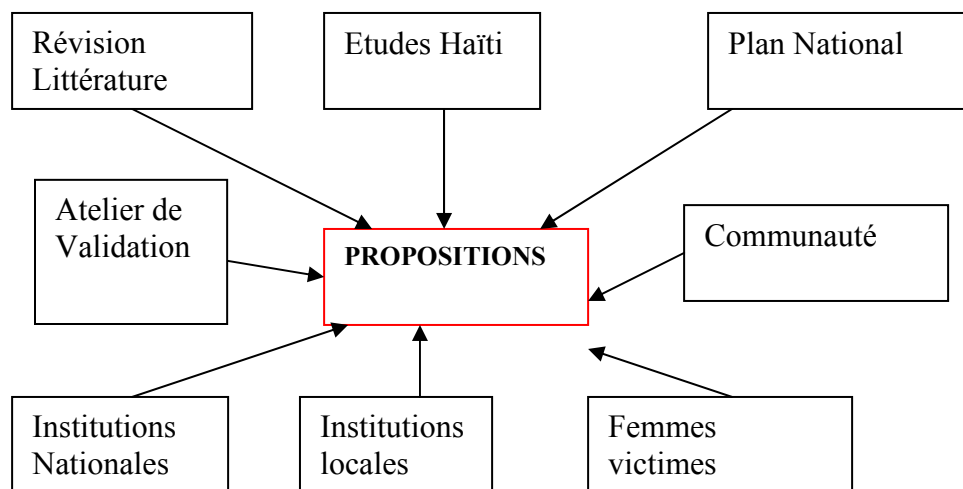 Révision
Littérature
Etudes Haïti
Plan National
Atelier de
Validation
PROPOSITIONS
Communauté
Institutions
Nationales
Institutions
locales
Femmes
victimes